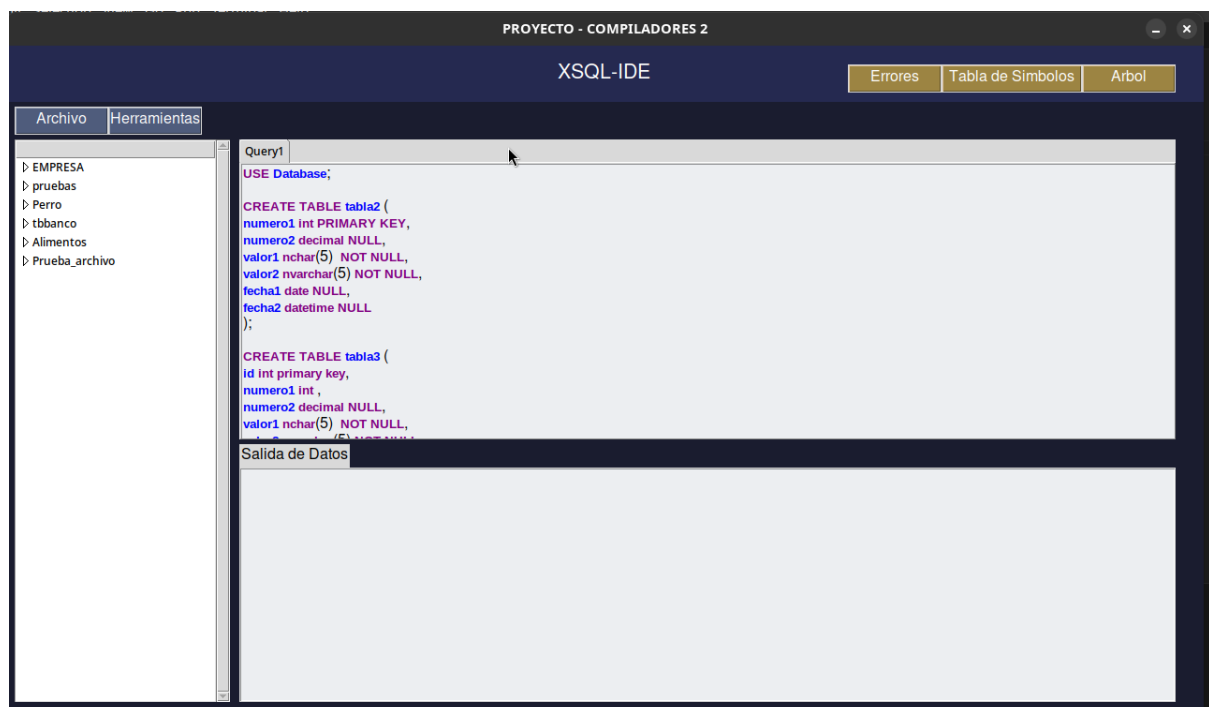 PROYECTO - COMPILADORES 2
XSQL-IDE
Errores
Tabla de Simbolos
Arbol
Archivo
Herramientas
EMPRESA
pruebas
Perro
tbbanco
Alimentos
Prueba_archivo
Query1
USE Database;
CREATE TABLE tabla2 (
numero1 int PRIMARY KEY,
numero2 decimal NULL,
valor1 nchar(5)  NOT NULL,
valor2 nvarchar(5) NOT NULL,
fecha1 date NULL,
fecha2 datetime NULL
);
CREATE TABLE tabla3 (
id int primary key,
numero1 int ,
numero2 decimal NULL,
valor1 nchar(5)  NOT NULL,
Salida de Datos